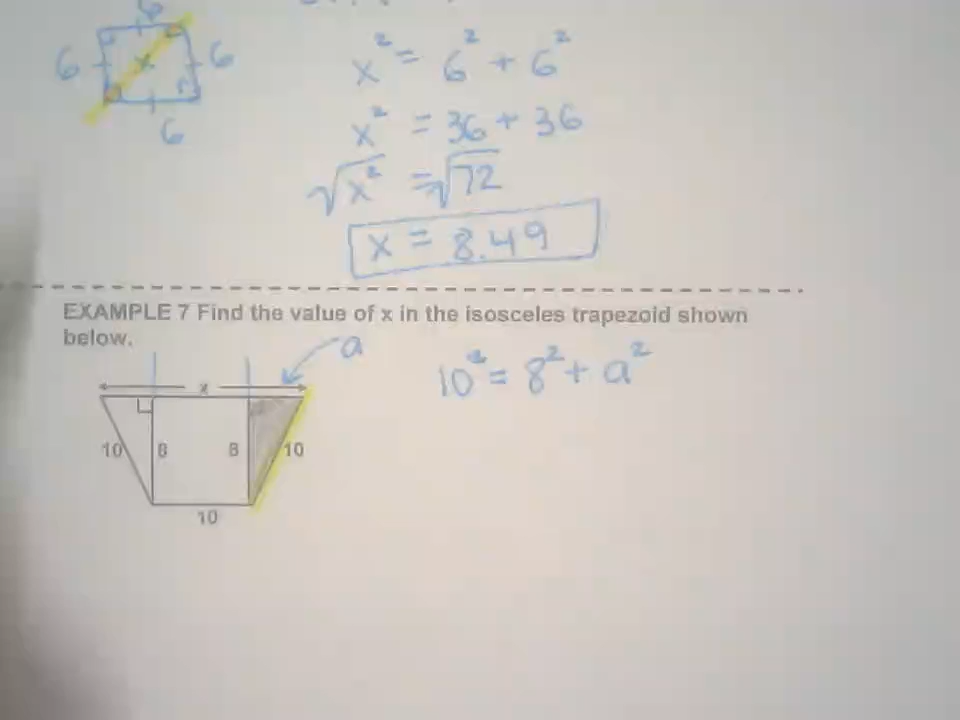 6
6 x 6
6
x² = 6² + 6²
x² = 36 + 36
√x² = √72
x = 8.49
EXAMPLE 7 Find the value of x in the isosceles trapezoid shown
below.
a
x
10² = 8² + a²
10 8 8 10
10